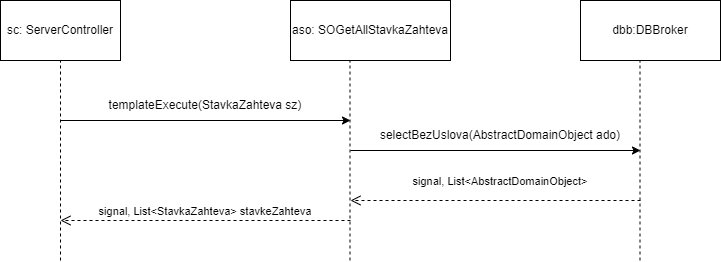 sc: ServerController
aso: SOGetAllStavkaZahteva
dbb:DBBroker
templateExecute(StavkaZahteva sz)
selectBezUslova(AbstractDomainObject ado)
signal, List<AbstractDomainObject>
signal, List<StavkaZahteva> stavkeZahteva